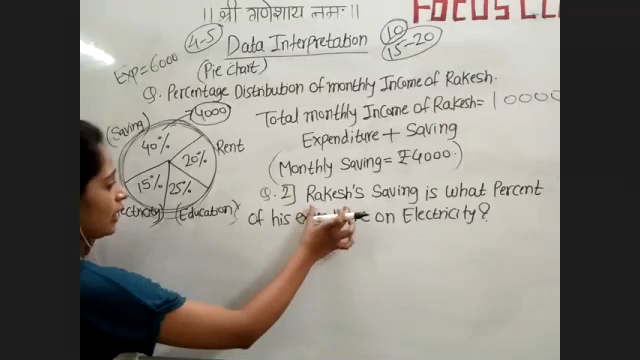 || श्री गणेशाय नमः ||
FOCUS CL
4-5
Data Interpretation
10
15-20
(Pie chart)
Exp=6000
Q. Percentage Distribution of monthly Income of Rakesh.
4000
Total monthly Income of Rakesh= 10000
(Saving)
Expenditure + Saving
40%
20%
Rent
(Monthly Saving = ₹4000.)
15%
25%
Q. 2] Rakesh's Saving is what Percent
(Education)
of his on Electricity?